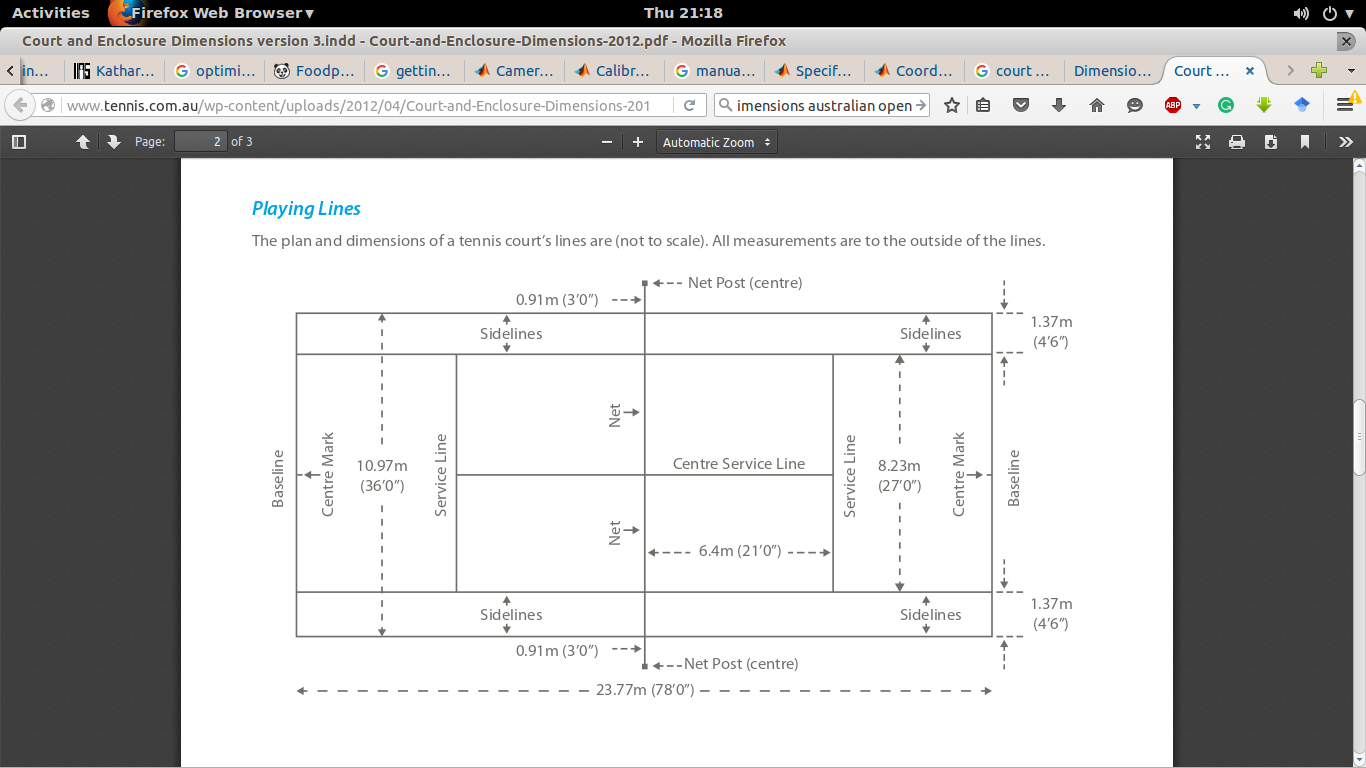 Activities
Firefox Web Browser ▾
Thu 21:18
Court and Enclosure Dimensions version 3.indd - Court-and-Enclosure-Dimensions-2012.pdf - Mozilla Firefox
in...
Kathar...
optimi...
Foodp...
gettin...
Camer...
Calibr...
manua...
Specif...
Coord...
court ...
Dimensio...
Court ...
www.tennis.com.au/wp-content/uploads/2012/04/Court-and-Enclosure-Dimensions-201
imensions australian open
ABP
Page: 2 of 3
Automatic Zoom
Playing Lines
The plan and dimensions of a tennis court's lines are (not to scale). All measurements are to the outside of the lines.
Net Post (centre)
0.91m (3'0")
Sidelines
Sidelines
1.37m
(4'6")
Net
Baseline
Centre Mark
10.97m
(36'0")
Service Line
Centre Service Line
Service Line
8.23m
(27'0")
Centre Mark
Baseline
Net
6.4m (21'0")
Sidelines
Sidelines
1.37m
(4'6")
0.91m (3'0")
Net Post (centre)
23.77m (78'0")